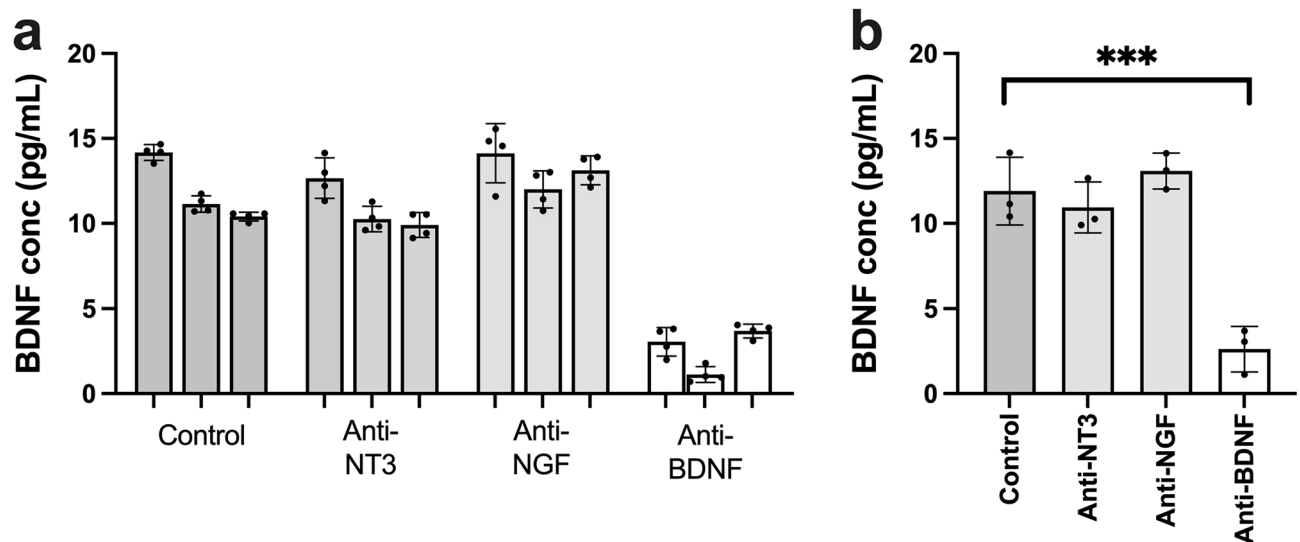 a
BDNF conc (pg/mL)
20
15
10
5
0
Control
Anti-
NT3
Anti-
NGF
Anti-
BDNF
b
BDNF conc (pg/mL)
20
15
10
5
0
***
Control
Anti-NT3
Anti-NGF
Anti-BDNF